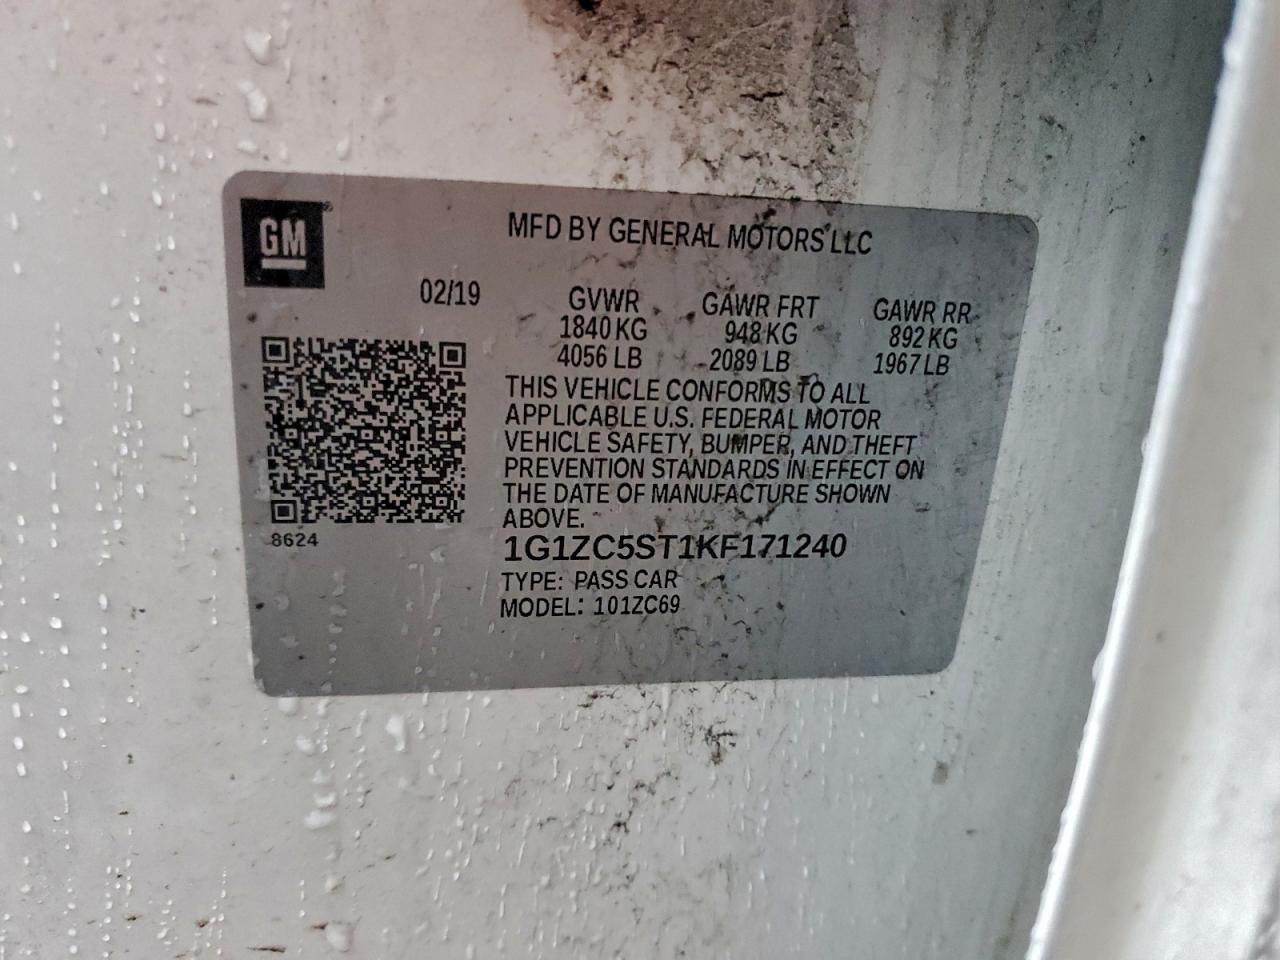 GM®
MFD BY GENERAL MOTORS LLC
02/19
GVWR GAWR FRT GAWR RR
1840 KG 948 KG 892 KG
4056 LB 2089 LB 1967 LB
THIS VEHICLE CONFORMS TO ALL
APPLICABLE U.S. FEDERAL MOTOR
VEHICLE SAFETY, BUMPER, AND THEFT
PREVENTION STANDARDS IN EFFECT ON
THE DATE OF MANUFACTURE SHOWN
ABOVE.
8624
1G1ZC5ST1KF171240
TYPE: PASS CAR
MODEL: 101ZC69